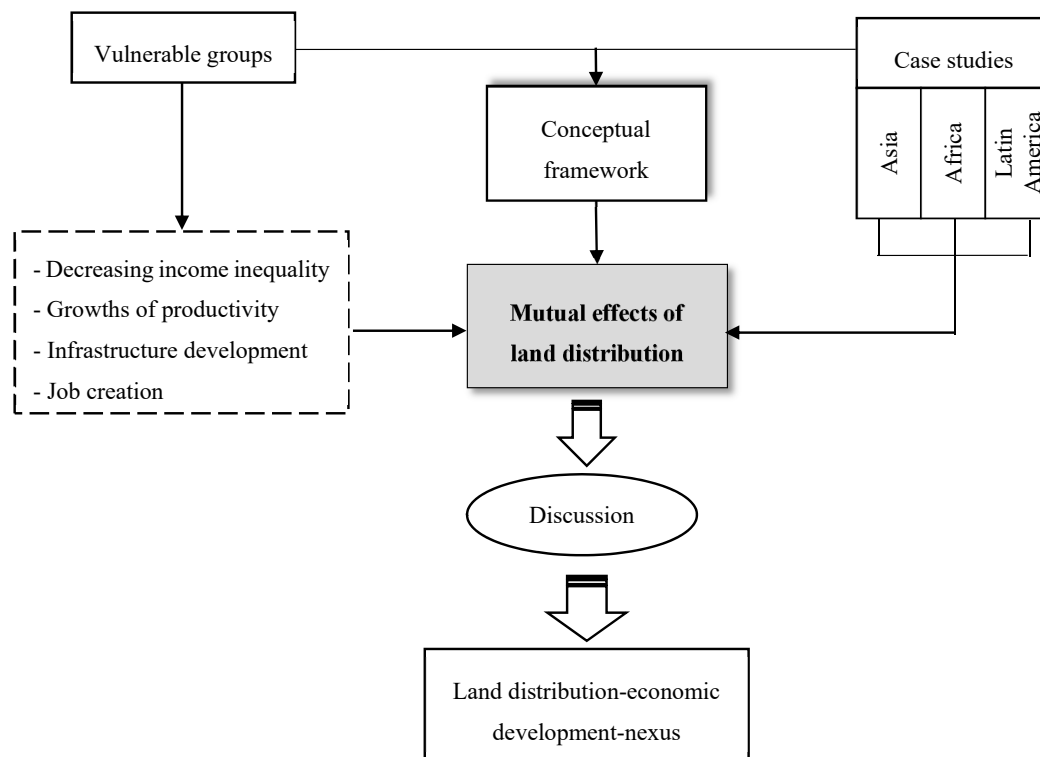 Vulnerable groups
Case studies
Asia
Africa
Latin
America
Conceptual
framework
- Decreasing income inequality
- Growths of productivity
- Infrastructure development
- Job creation
Mutual effects of
land distribution
Discussion
Land distribution-economic
development-nexus